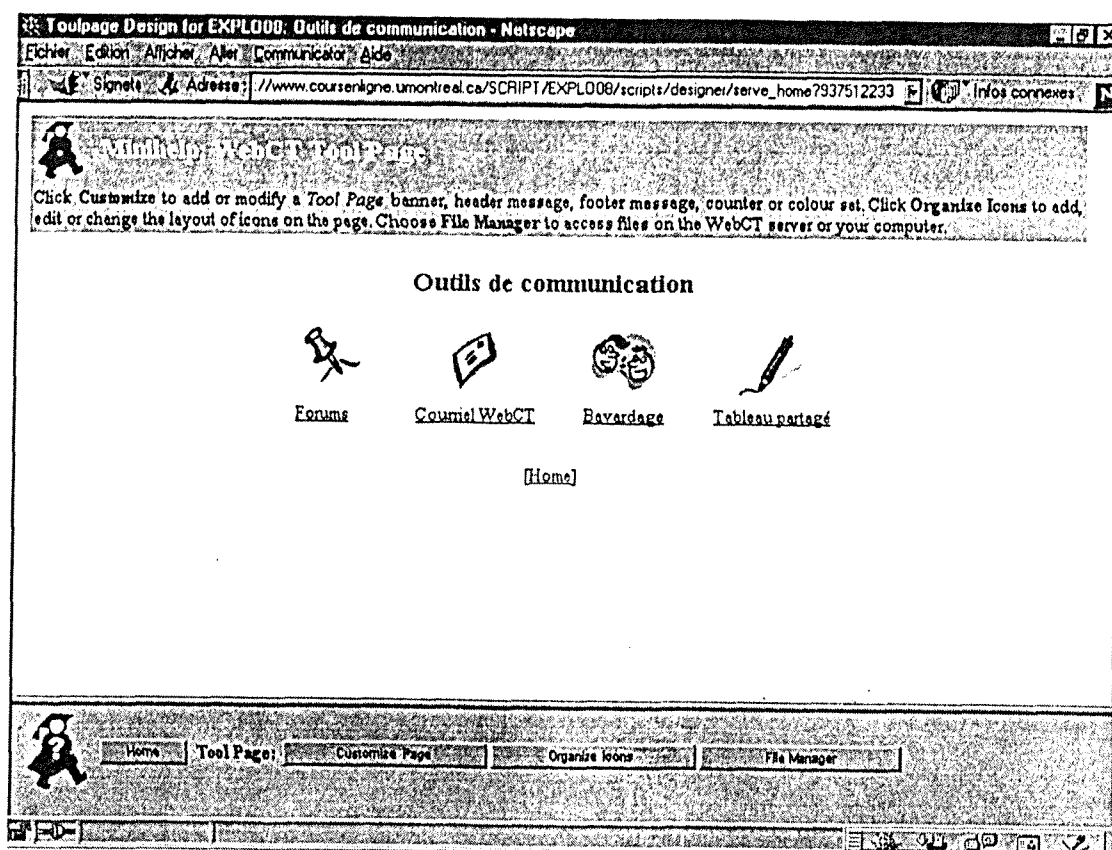 Toulpage Design for EXPLO08: Outils de communication - Netscape
Fichier Edition Afficher Aller Communicator Aide
Signets Adresse: ://www.coursenligne.umontreal.ca/SCRIPT/EXPLO08/scripts/designer/serve_home?937512233 Infos connexes N
Minihelp: WebCT Tool Page
Click Customize to add or modify a Tool Page banner, header message, footer message, counter or colour set. Click Organize Icons to add,
edit or change the layout of icons on the page. Choose File Manager to access files on the WebCT server or your computer.
Outils de communication
Forums Courriel WebCT Bavardage Tableau partagé
[Home]
Home Tool Page: Customize Page Organize Icons File Manager